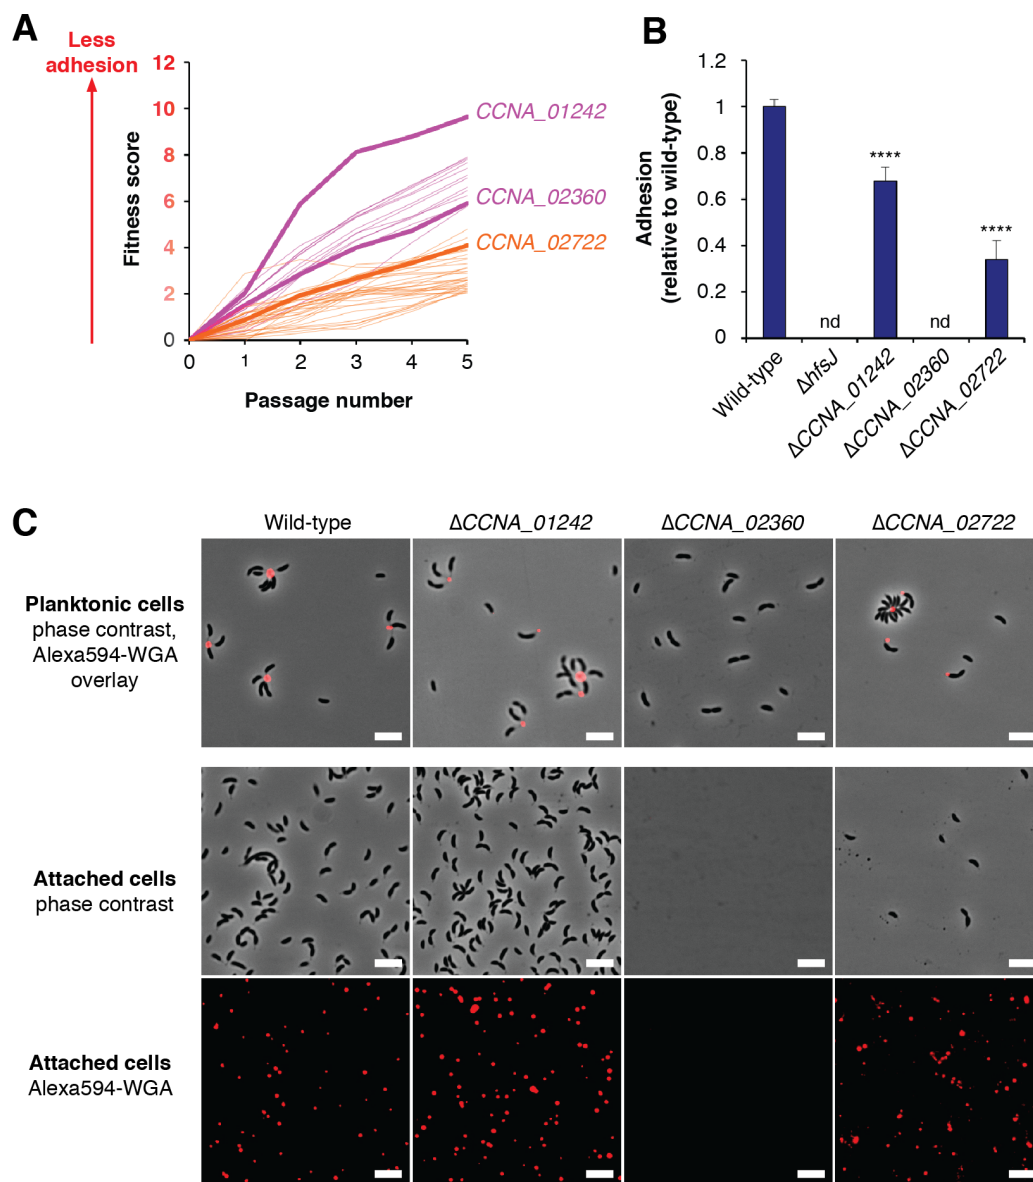 A
Less
adhesion
12
10
8
6
4
2
0
Fitness score
0 1 2 3 4 5
Passage number
CCNA_01242
CCNA_02360
CCNA_02722
B
1.2
1
0.8
0.6
0.4
0.2
0
Adhesion
(relative to wild-type)
nd
****
nd
****
Wild-type
ΔhfsJ
ΔCCNA_01242
ΔCCNA_02360
ΔCCNA_02722
C
Wild-type ΔCCNA_01242 ΔCCNA_02360 ΔCCNA_02722
Planktonic cells
phase contrast,
Alexa594-WGA
overlay
Attached cells
phase contrast
Attached cells
Alexa594-WGA